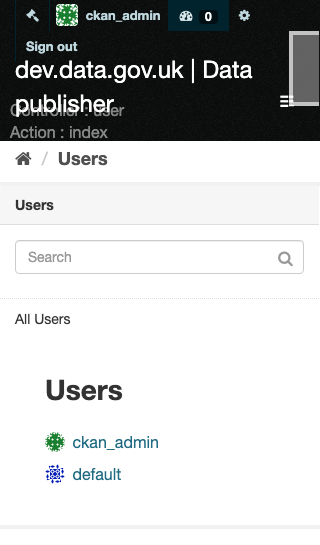 ckan_admin 0
Sign out
dev.data.gov.uk | Data
publisher
Controller : user
Action : index
/ Users
Users
Search
All Users
Users
ckan_admin
default